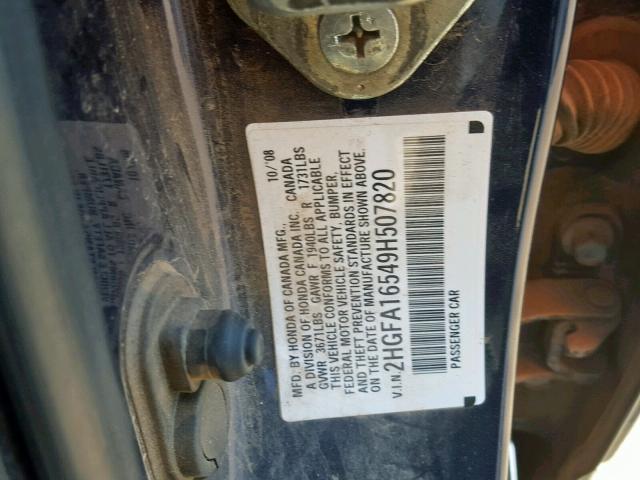 MFD. BY HONDA OF CANADA MFG., 10/'08
A DIVISION OF HONDA CANADA INC. CANADA
GVWR 3671LBS GAWR F 1940LBS R 1731LBS
THIS VEHICLE CONFORMS TO ALL APPLICABLE
FEDERAL MOTOR VEHICLE SAFETY, BUMPER,
AND THEFT PREVENTION STANDARDS IN EFFECT
ON THE DATE OF MANUFACTURE SHOWN ABOVE.
V.I.N. 2HGFA16549H507820
PASSENGER CAR